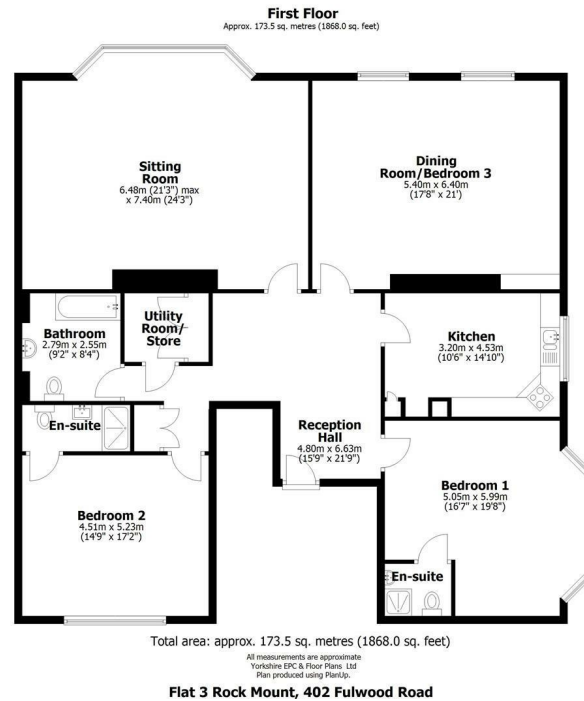 First Floor
Approx. 173.5 sq. metres (1868.0 sq. feet)
Sitting
Room
6.48m (21'3") max
x 7.40m (24'3")
Dining
Room/Bedroom 3
5.40m x 6.40m
(17'8" x 21')
Bathroom
2.79m x 2.55m
(9'2" x 8'4")
Utility
Room/
Store
Kitchen
3.20m x 4.53m
(10'6" x 14'10")
En-suite
Reception
Hall
4.80m x 6.63m
(15'9" x 21'9")
Bedroom 1
5.05m x 5.99m
(16'7" x 19'8")
Bedroom 2
4.51m x 5.23m
(14'9" x 17'2")
En-suite
Total area: approx. 173.5 sq. metres (1868.0 sq. feet)
All measurements are approximate
Yorkshire EPC & Floor Plans Ltd
Plan produced using PlanUp.
Flat 3 Rock Mount, 402 Fulwood Road